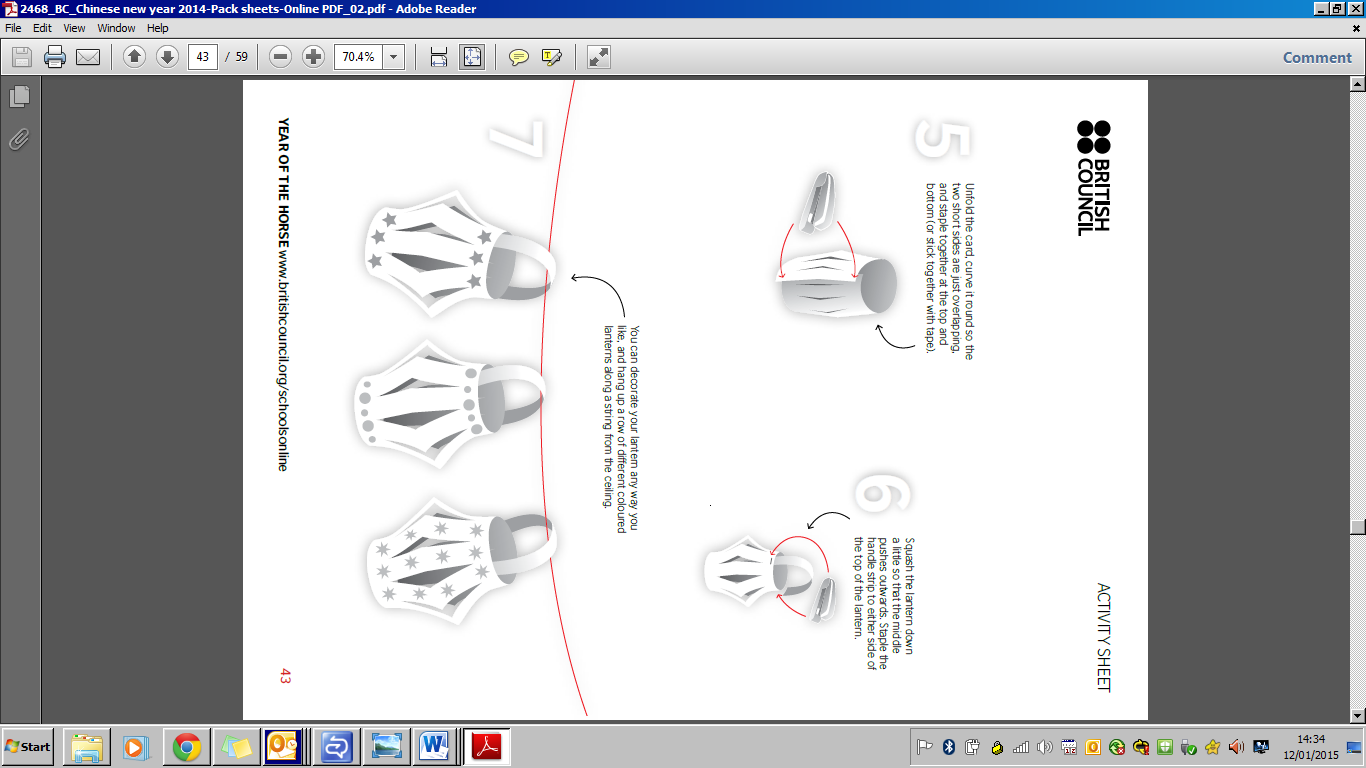 2468_BC_Chinese new year 2014-Pack sheets-Online PDF_02.pdf - Adobe Reader
File Edit View Window Help
43 / 59 70.4% Comment
BRITISH
COUNCIL
ACTIVITY SHEET
5
Unfold the card, curve it round so the
two short sides are just overlapping,
and staple together at the top and
bottom (or stick together with tape).
6
Squash the lantern down
a little so that the middle
pushes outwards. Staple the
handle strip to either side of
the top of the lantern.
7
You can decorate your lantern any way you
like, and hang up a row of different coloured
lanterns along a string from the ceiling.
YEAR OF THE HORSE www.britishcouncil.org/schoolsonline
43
Start
14:34
12/01/2015